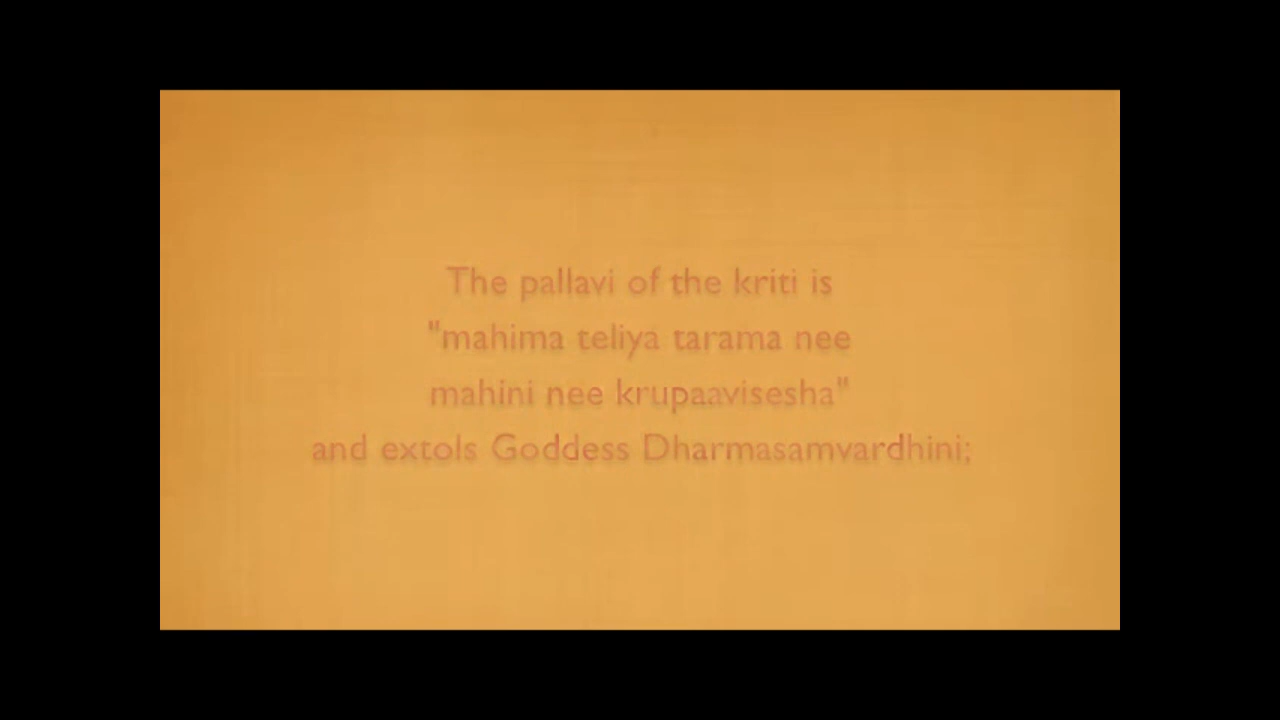 The pallavi of the kriti is
"mahima teliya tarama nee
mahini nee krupaavisesha"
and extols Goddess Dharmasamvardhini;